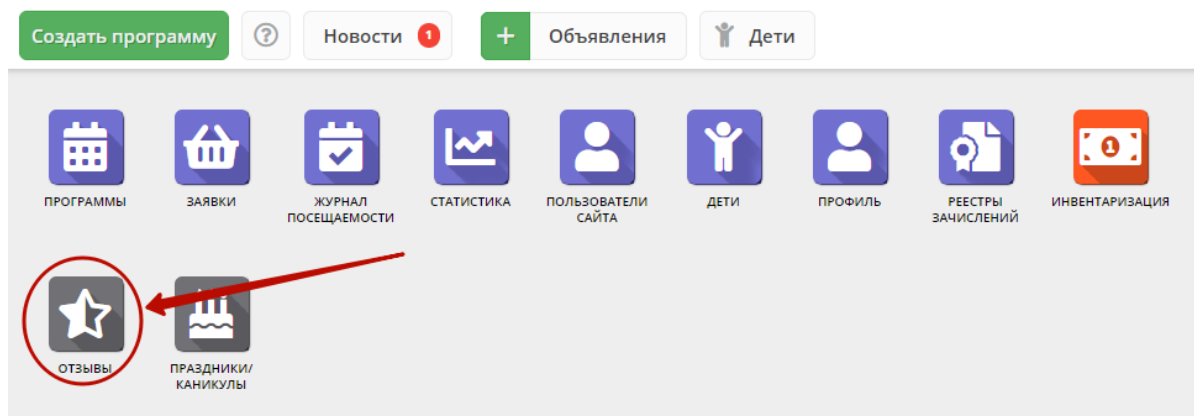 Создать программу
?
Новости 1
+ Объявления
Дети
ПРОГРАММЫ
ЗАЯВКИ
ЖУРНАЛ
ПОСЕЩАЕМОСТИ
СТАТИСТИКА
ПОЛЬЗОВАТЕЛИ
САЙТА
ДЕТИ
ПРОФИЛЬ
РЕЕСТРЫ
ЗАЧИСЛЕНИЙ
1
ИНВЕНТАРИЗАЦИЯ
ОТЗЫВЫ
ПРАЗДНИКИ/
КАНИКУЛЫ